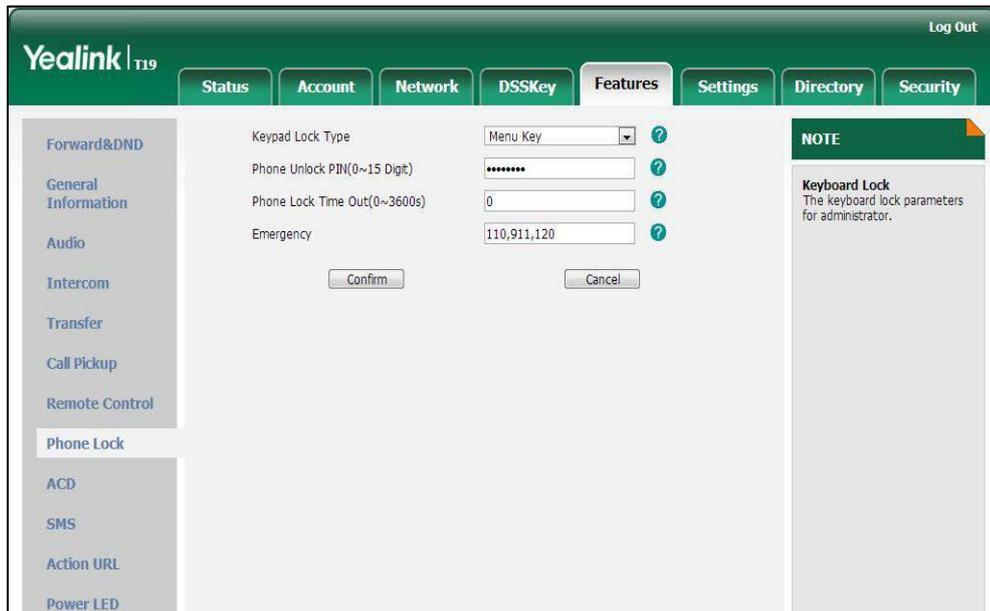 Log Out
Yealink T19
Status Account Network DSSKey Features Settings Directory Security
Forward&DND
General
Information
Audio
Intercom
Transfer
Call Pickup
Remote Control
Phone Lock
ACD
SMS
Action URL
Power LED
Keypad Lock Type Menu Key ?
Phone Unlock PIN(0~15 Digit) •••••••• ?
Phone Lock Time Out(0~3600s) 0 ?
Emergency 110,911,120 ?
Confirm Cancel
NOTE
Keyboard Lock
The keyboard lock parameters
for administrator.